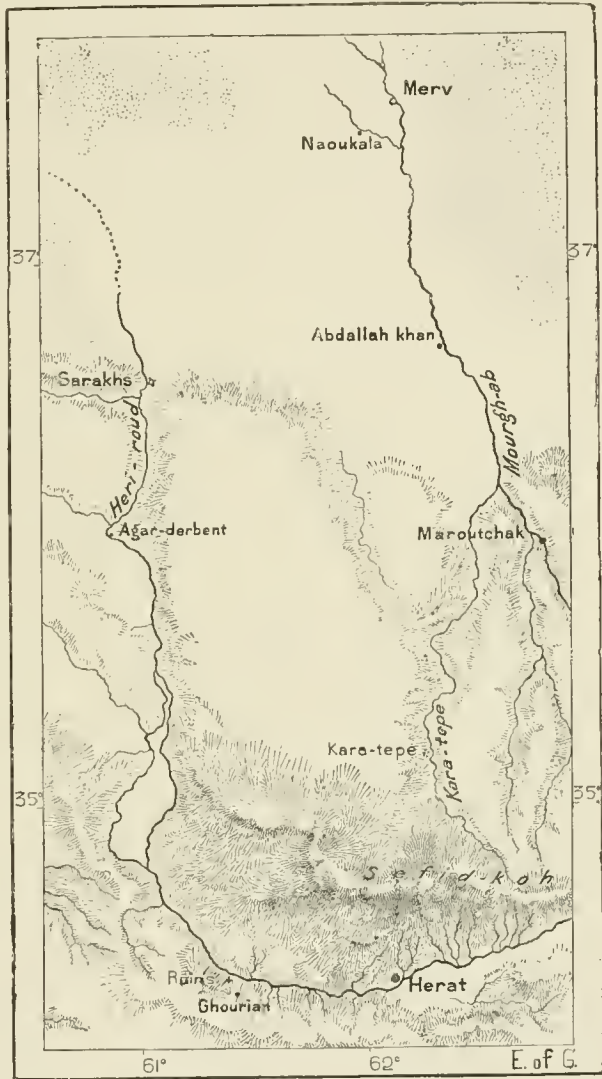 Merv
Naoukala
37°
37°
Abdallah khan
Sarakhs
Mourgh-ab
Heri-roud
Agar-derbent
Maroutchak
Kara-tepe
Kara-tepe
35°
35°
Sefid-koh
Ruins
Herat
Ghourian
61°
62°
E. of G.